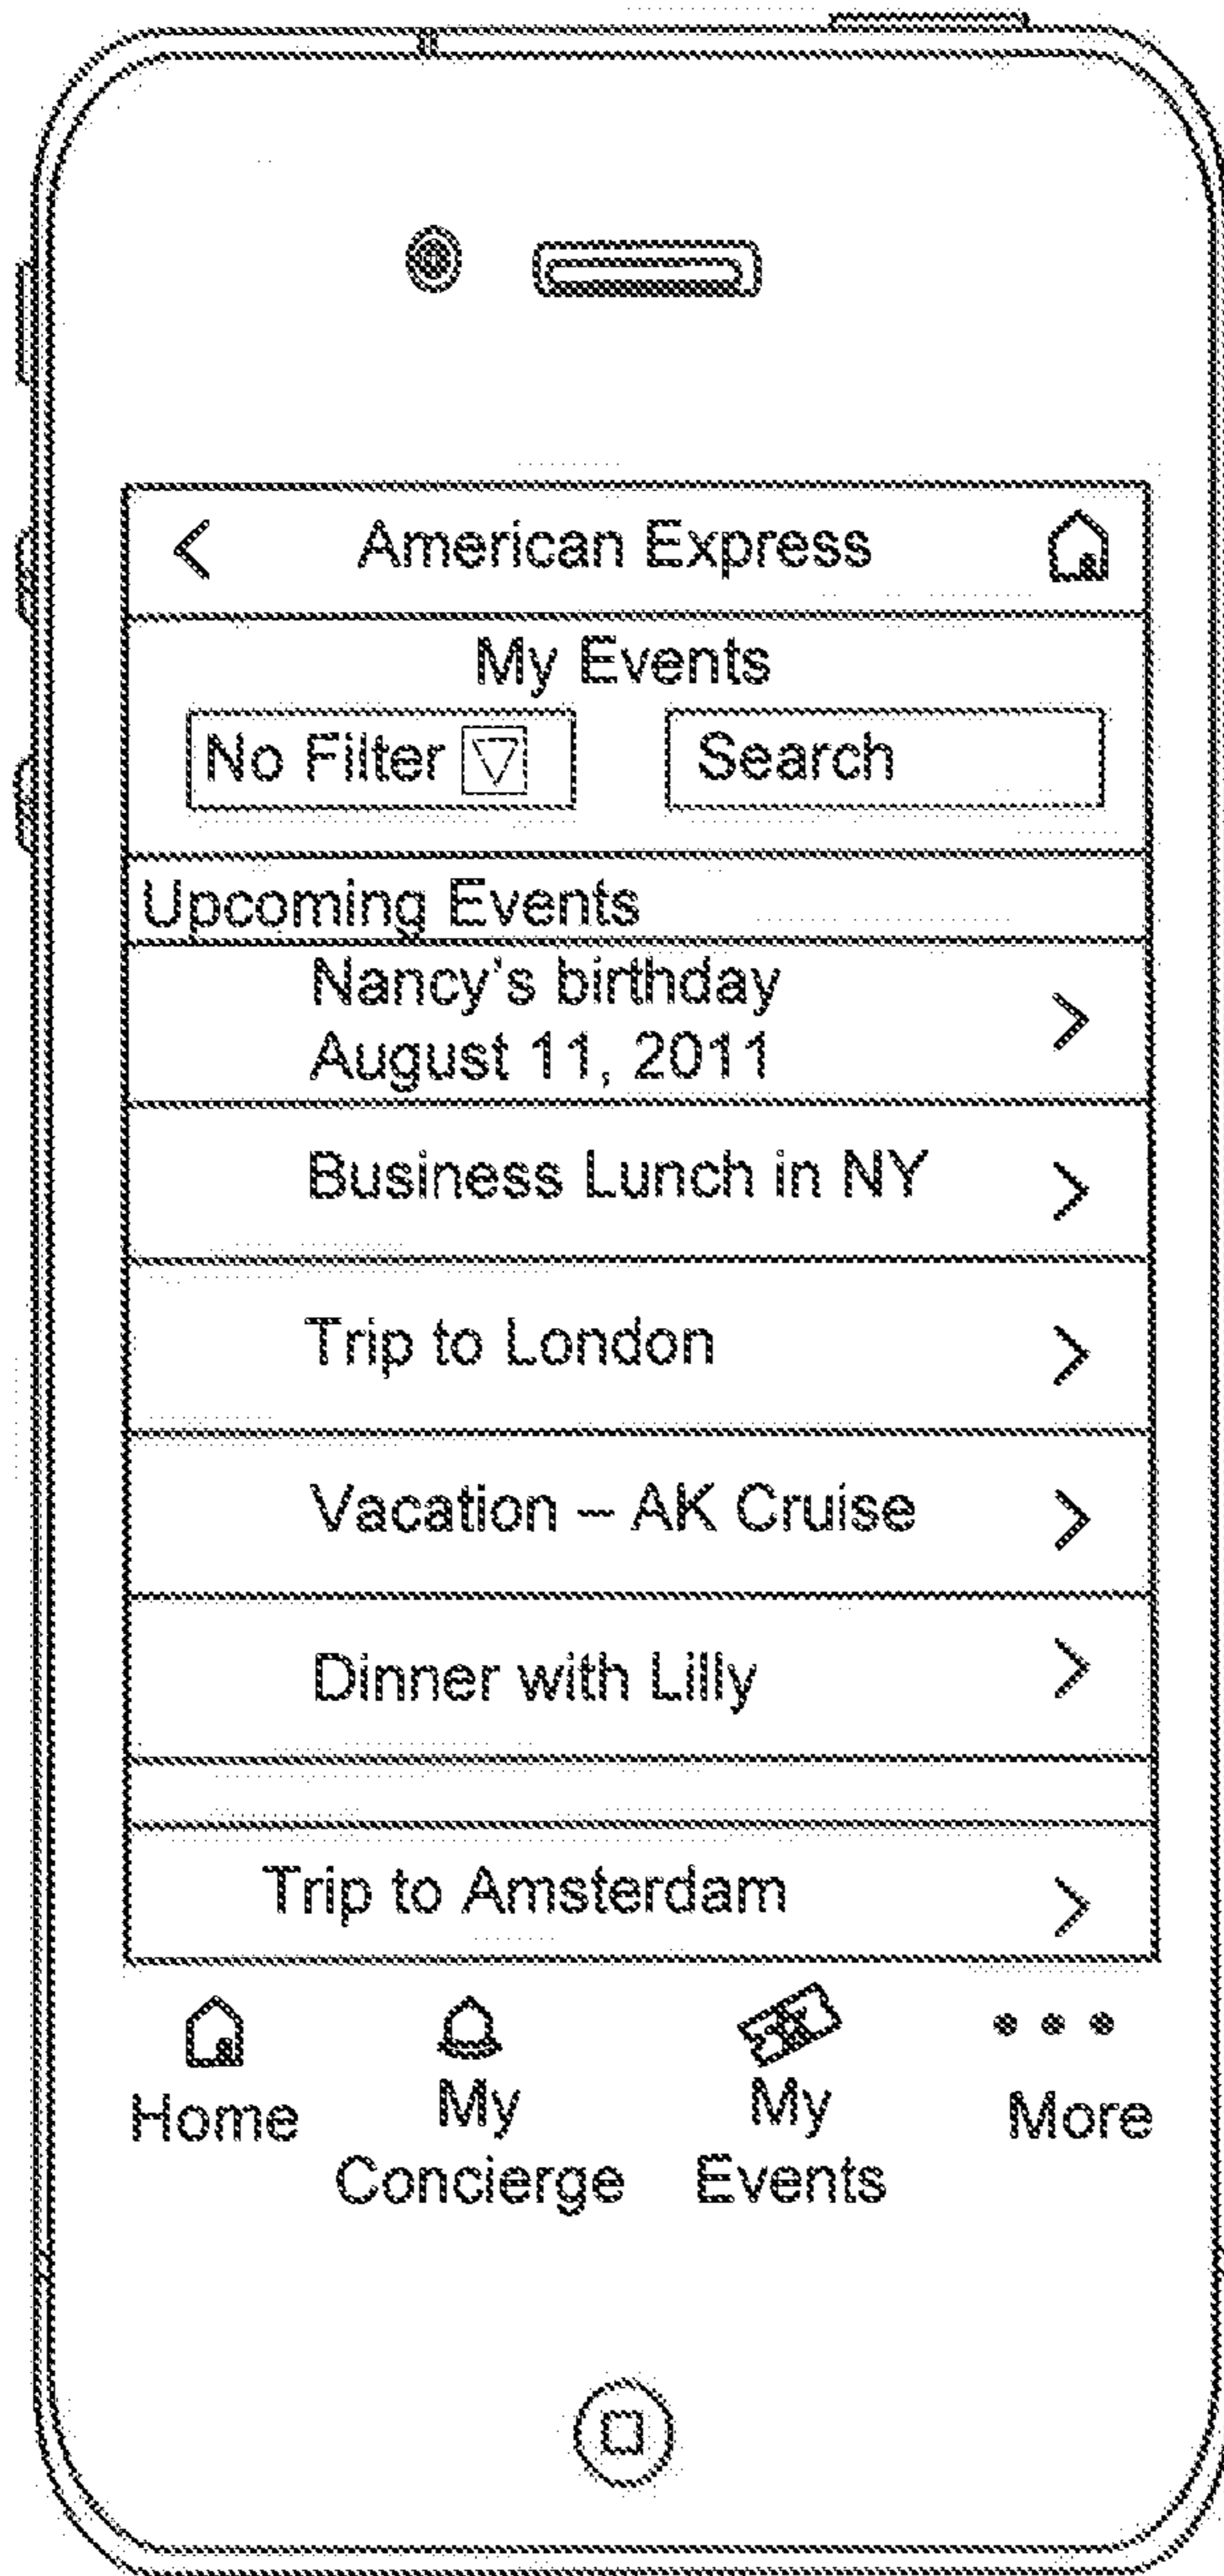 American Express
My Events
No Filter
Search
Upcoming Events
Nancy's birthday
August 11, 2011
Business Lunch in NY
Trip to London
Vacation – AK Cruise
Dinner with Lilly
Trip to Amsterdam
Home
My
Concierge
My
Events
More